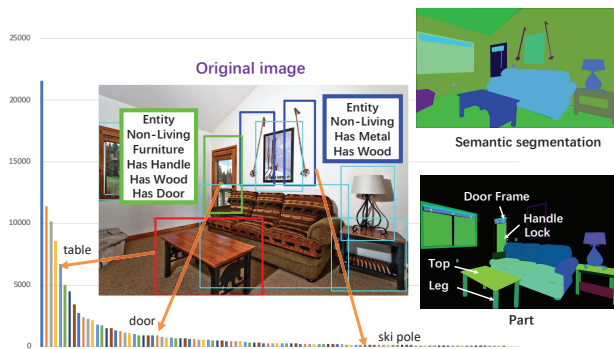 25000
20000
15000
10000
5000
0
Original image
Entity
Non-Living
Furniture
Has Handle
Has Wood
Has Door
Entity
Non-Living
Has Metal
Has Wood
table
door
ski pole
Semantic segmentation
Door Frame
Handle
Lock
Top
Leg
Part